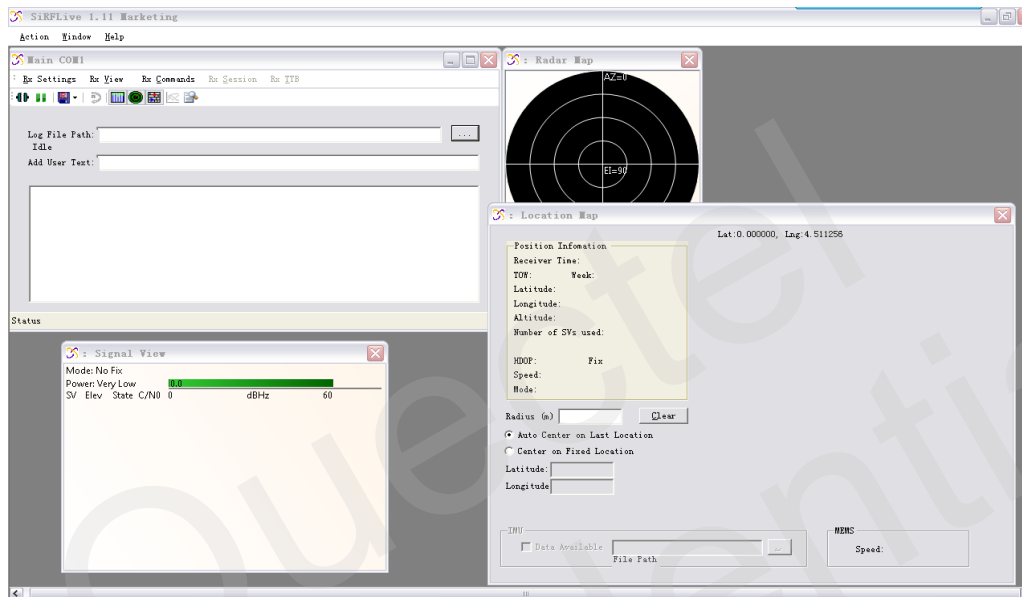 SiRFLive 1.11 Marketing
Action Window Help
Main COM1
Rx Settings Rx View Rx Commands Rx Session Rx TTB
Log File Path:
...
Idle
Add User Text:
Status
: Radar Map
AZ=0
El=90
: Signal View
Mode: No Fix
Power: Very Low 0.0
SV Elev State C/N0 0 dBHz 60
: Location Map
Lat:0.000000, Lng:4.511256
Position Infomation
Receiver Time:
TOW: Week:
Latitude:
Longitude:
Altitude:
Number of SVs used:
HDOP: Fix
Speed:
Mode:
Radius (m) Clear
Auto Center on Last Location
Center on Fixed Location
Latitude:
Longitude
IMU
Data Available
File Path
MEMS
Speed:
Quectel